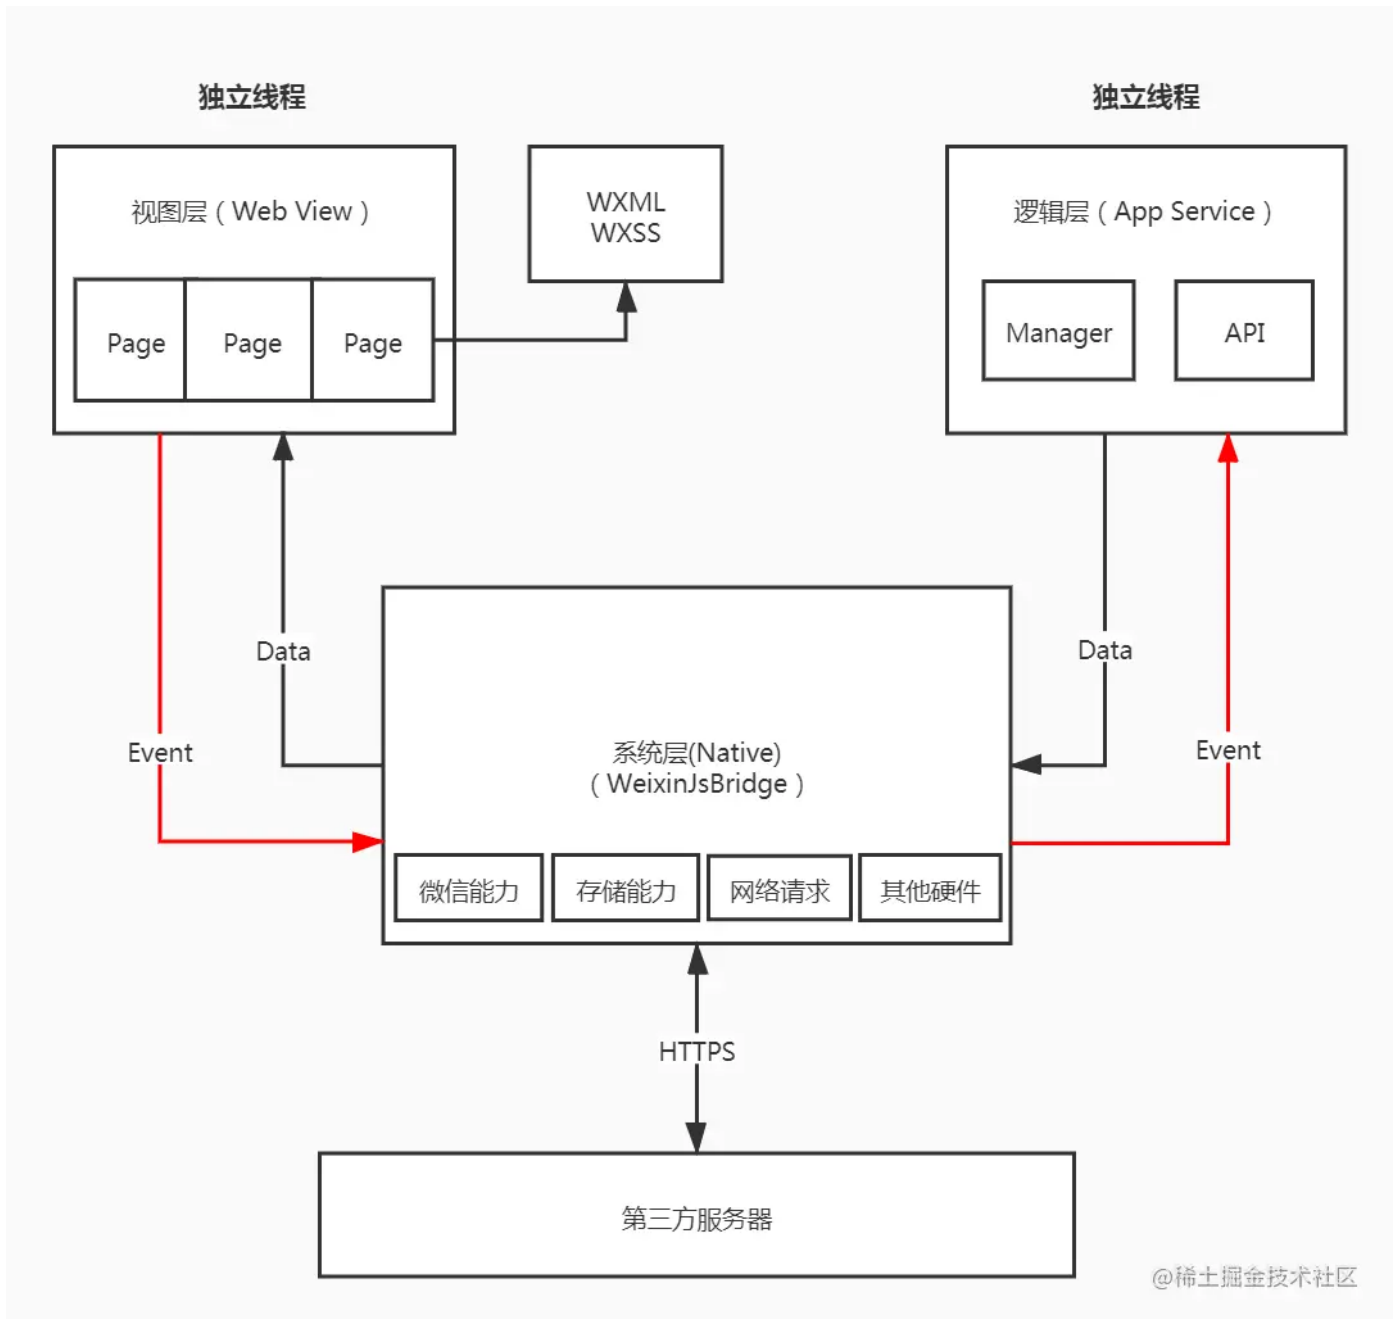 独立线程
独立线程
视图层（Web View）
WXML
WXSS
逻辑层（App Service）
Page
Page
Page
Manager
API
Data
Data
Event
Event
系统层(Native)
（WeixinJsBridge）
微信能力
存储能力
网络请求
其他硬件
HTTPS
第三方服务器
@稀土掘金技术社区